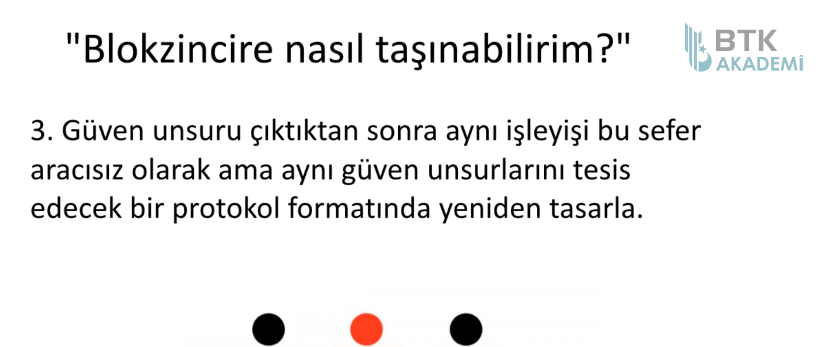 "Blokzincire nasıl taşınabilirim?"
BTK
AKADEMİ
3. Güven unsuru çıktıktan sonra aynı işleyişi bu sefer
aracısız olarak ama aynı güven unsurlarını tesis
edecek bir protokol formatında yeniden tasarla.